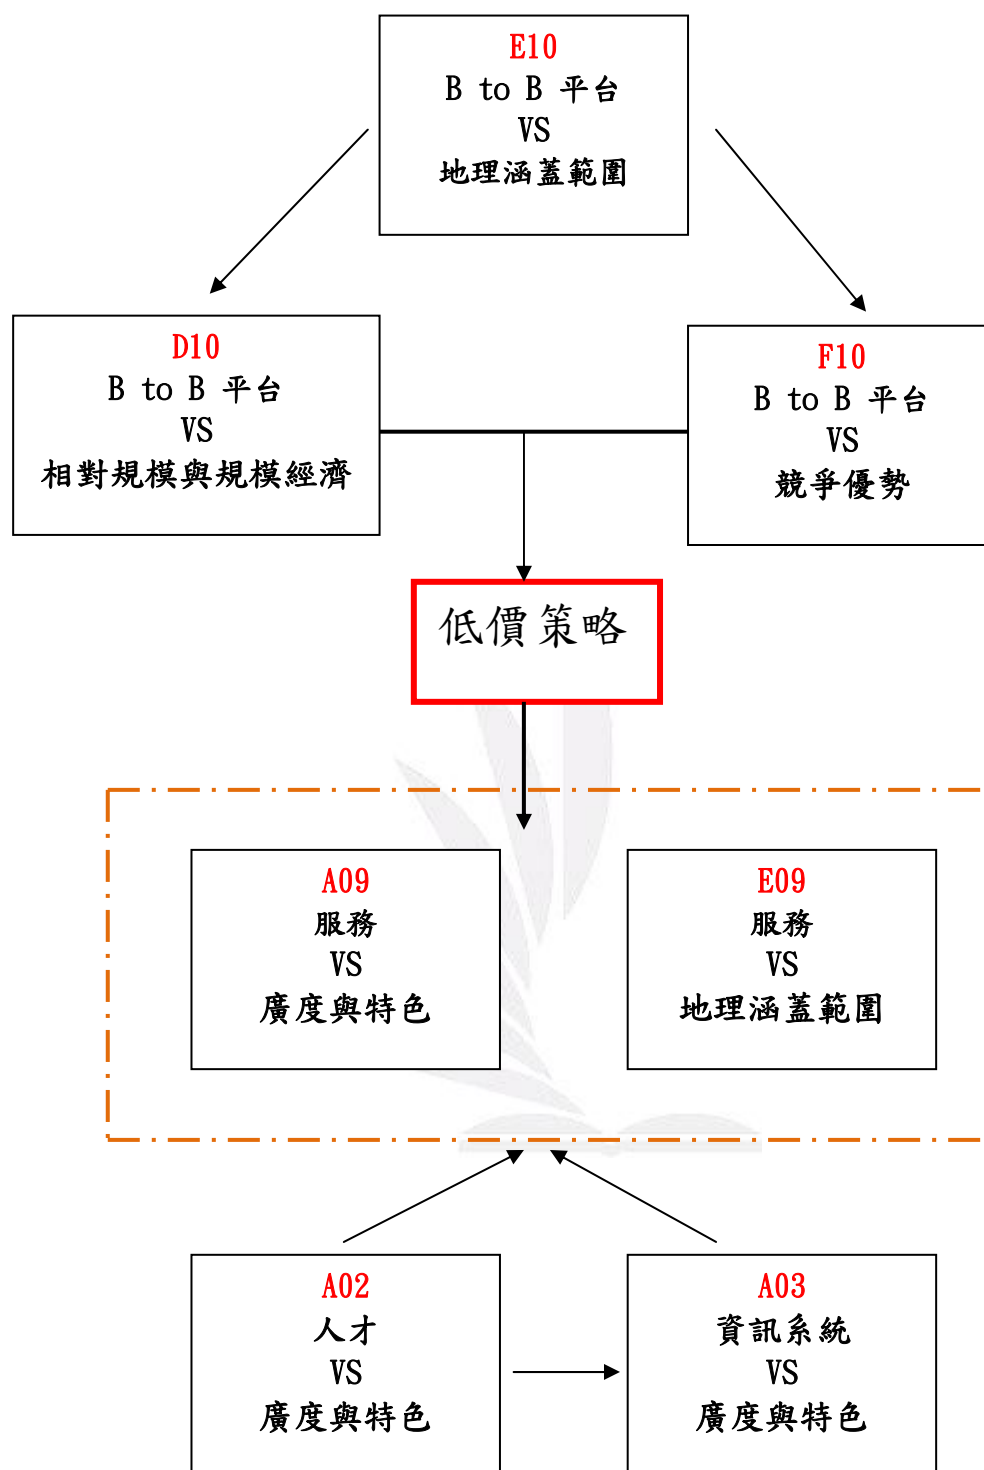 E10
B to B 平台
VS
地理涵蓋範圍
D10
B to B 平台
VS
相對規模與規模經濟
F10
B to B 平台
VS
競爭優勢
低價策略
A09
服務
VS
廣度與特色
E09
服務
VS
地理涵蓋範圍
A02
人才
VS
廣度與特色
A03
資訊系統
VS
廣度與特色